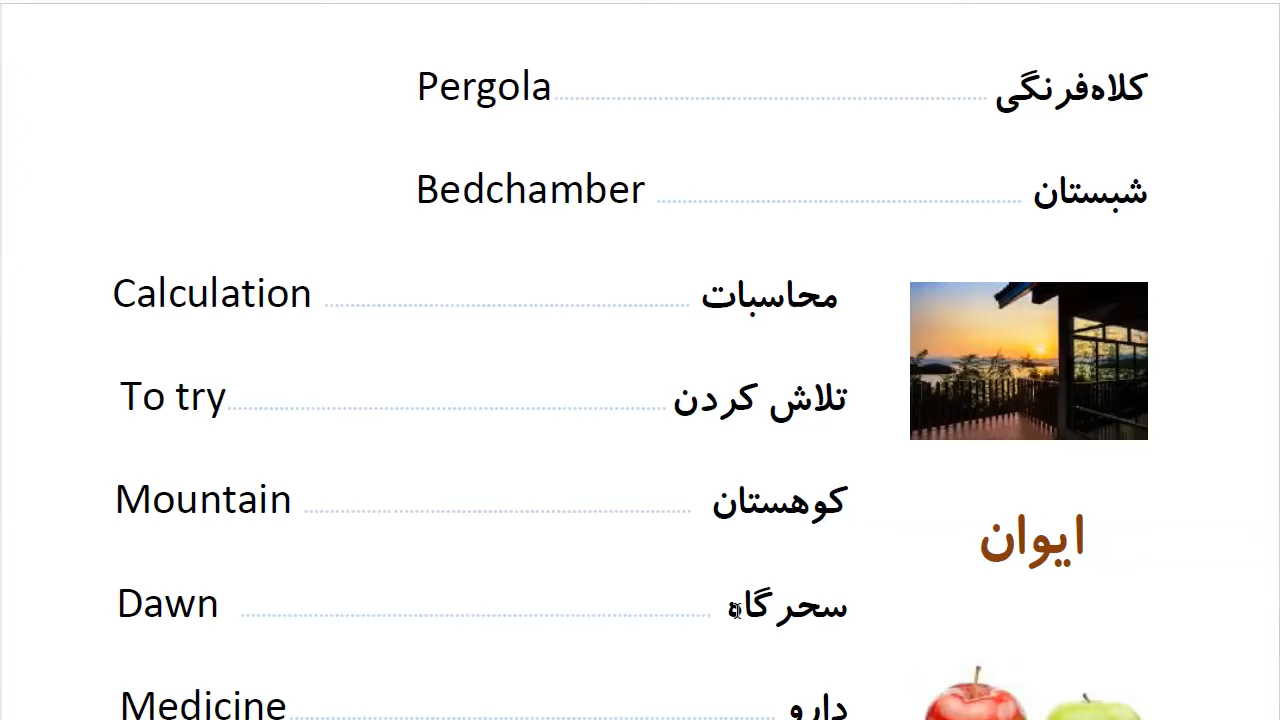 Pergola........................................ کلاه‌فرنگی
Bedchamber ........................................ شبستان
Calculation ........................................ محاسبات
To try........................................ تلاش کردن
Mountain ........................................ کوهستان
ایوان
Dawn ........................................ سحرگاه
Medicine........................................ دارو